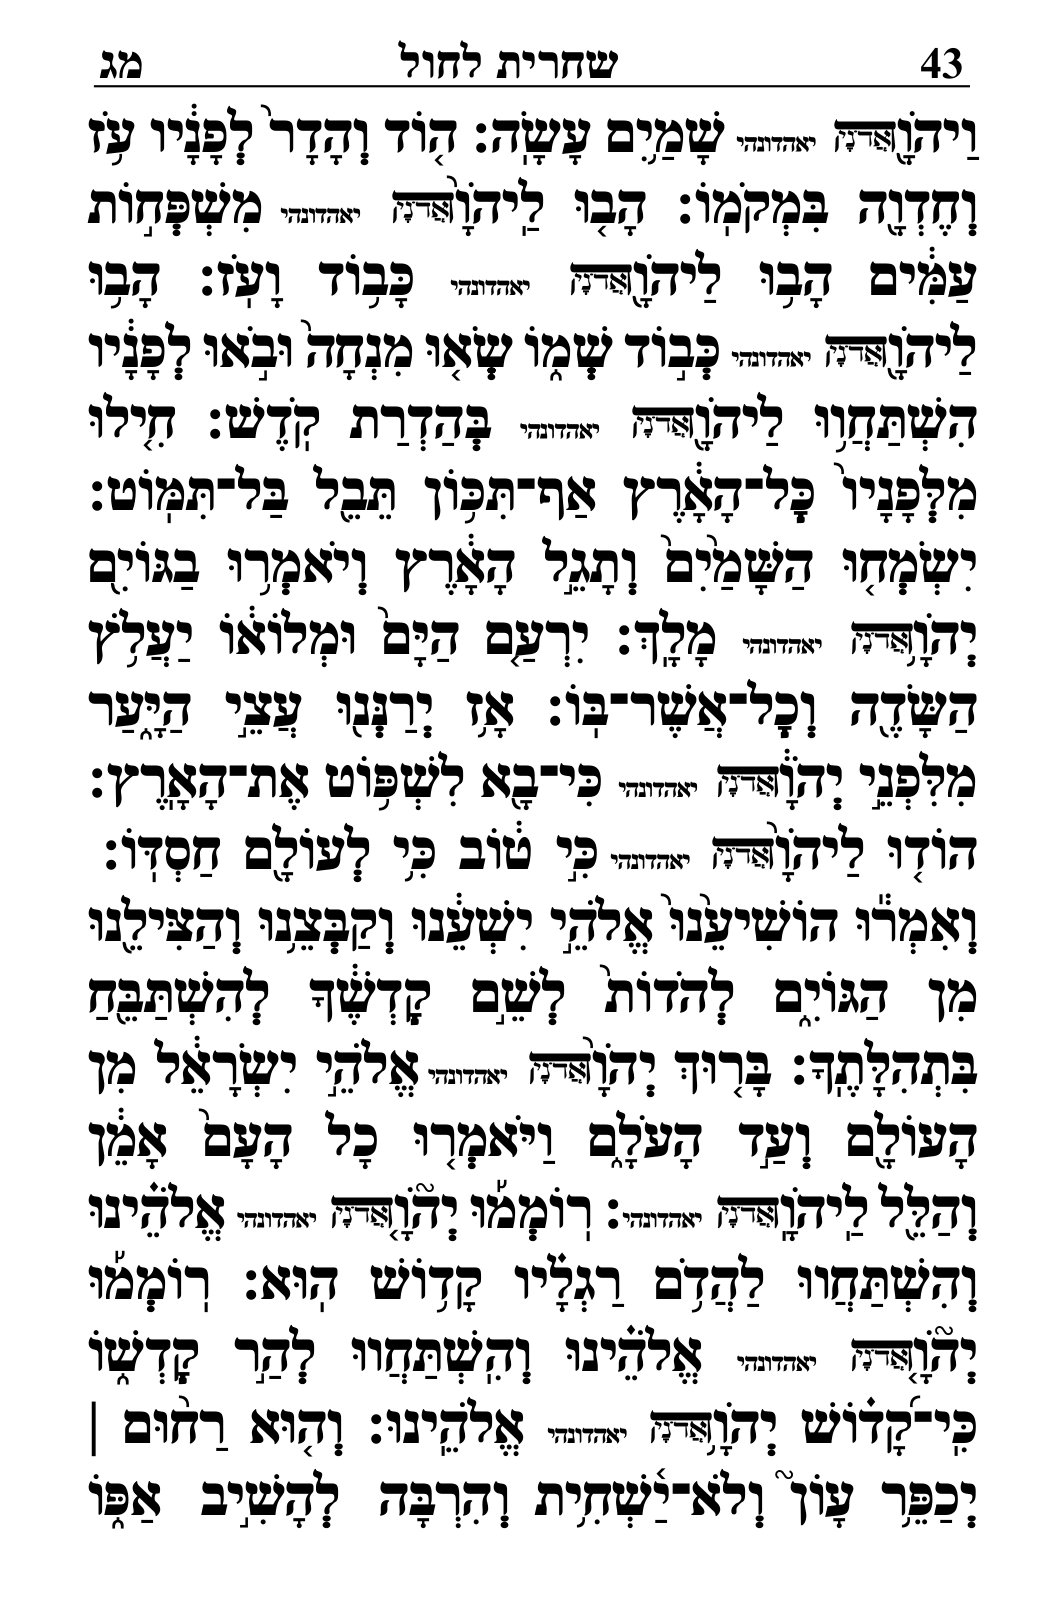 43 שחרית לחול מג
וַיהֹוָ֖אֲדֹנָי יאהדונהי שָׁמַ֥יִם עָשָֽׂה׃ ה֤וֹד וְהָדָר֙ לְפָנָ֔יו עֹ֥ז
וְחֶדְוָ֖ה בִּמְקֹמֽוֹ׃ הָב֤וּ לַֽיהֹוָ֙אֲדֹנָי יאהדונהי מִשְׁפְּח֣וֹת
עַמִּ֔ים הָב֥וּ לַיהֹוָ֖אֲדֹנָי יאהדונהי כָּב֥וֹד וָעֹֽז׃ הָב֥וּ
לַיהֹוָ֖אֲדֹנָי יאהדונהי כְּב֣וֹד שְׁמ֑וֹ שְׂא֤וּ מִנְחָה֙ וּבֹ֣אוּ לְפָנָ֔יו
הִשְׁתַּחֲו֥וּ לַיהֹוָ֖אֲדֹנָי יאהדונהי בְּהַדְרַת קֹֽדֶשׁ׃ חִ֤ילוּ
מִלְּפָנָיו֙ כׇּל־הָאָ֔רֶץ אַף־תִּכּ֥וֹן תֵּבֵ֖ל בַּל־תִּמּֽוֹט׃
יִשְׂמְח֤וּ הַשָּׁמַ֙יִם֙ וְתָגֵ֣ל הָאָ֔רֶץ וְיֹאמְר֥וּ בַגּוֹיִ֖ם
יְהֹוָ֥אֲדֹנָי יאהדונהי מָלָֽךְ׃ יִרְעַ֤ם הַיָּם֙ וּמְלוֹא֔וֹ יַעֲלֹ֥ץ
הַשָּׂדֶ֖ה וְכׇל־אֲשֶׁר־בּֽוֹ׃ אָ֥ז יְרַנְּנ֖וּ עֲצֵ֣י הַיָּ֑עַר
מִלִּפְנֵ֣י יְהֹוָ֔אֲדֹנָי יאהדונהי כִּי־בָ֖א לִשְׁפּ֥וֹט אֶת־הָאָֽרֶץ׃
הוֹד֤וּ לַיהֹוָ֙אֲדֹנָי יאהדונהי כִּ֣י ט֔וֹב כִּ֥י לְעוֹלָ֖ם חַסְדּֽוֹ׃
וְאִמְר֕וּ הוֹשִׁיעֵ֙נוּ֙ אֱלֹהֵ֣י יִשְׁעֵ֔נוּ וְקַבְּצֵ֥נוּ וְהַצִּילֵ֖נוּ
מִן הַגּוֹיִ֑ם לְהֹדוֹת֙ לְשֵׁ֣ם קׇדְשֶׁ֔ךָ לְהִשְׁתַּבֵּ֖חַ
בִּתְהִלָּתֶֽךָ׃ בָּר֤וּךְ יְהֹוָ֙אֲדֹנָי יאהדונהי אֱלֹהֵ֣י יִשְׂרָאֵ֔ל מִן
הָעוֹלָ֖ם וְעַ֣ד הָעֹלָ֑ם וַיֹּאמְר֤וּ כׇל הָעָם֙ אָמֵ֔ן
וְהַלֵּ֖ל לַֽיהֹוָֽאֲדֹנָי יאהדונהי׃ רֽוֹמְמ֡וּ יְה֘וָ֤אֲדֹנָי יאהדונהי אֱלֹהֵ֗ינוּ
וְהִשְׁתַּחֲווּ לַהֲדֹ֥ם רַגְלָ֗יו קָד֥וֹשׁ הֽוּא׃ רֽוֹמְמ֡וּ
יְה֘וָ֤אֲדֹנָי יאהדונהי אֱלֹהֵ֗ינוּ וְהִֽשְׁתַּחֲווּ לְהַ֣ר קׇדְשׁ֑וֹ
כִּֽי־קָ֝ד֗וֹשׁ יְהֹוָ֥אֲדֹנָי יאהדונהי אֱלֹהֵֽינוּ׃ וְה֤וּא רַח֨וּם |
יְכַפֵּ֥ר עָוֺן֮ וְלֹא־יַ֫שְׁחִ֥ית וְהִרְבָּה לְהָשִׁ֣יב אַפּ֑וֹ